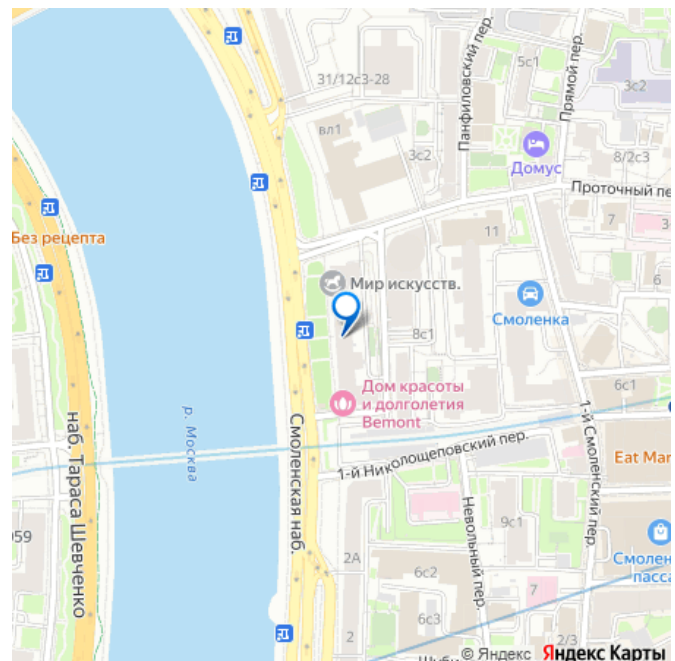 31/12с3-28
Панфиловский пер.
5с1
Прямой пер.
3с2
вл1
3с2
Домус
8/2с3
Проточный пе
7
3
Без рецепта
11
Мир искусств.
6
8с1
Смоленка
Дом красоты
и долголетия
Bemont
6с1
1-й Смоленский пер.
р. Москва
Смоленская наб.
наб. Тараса Шевченко
1-й Николощеповский пер.
Eat Mar
Невольный пер.
9с1
059
2А
6с2
Смолен
пасса
7
6с3
2
2/3
© Яндекс Яндекс Карты